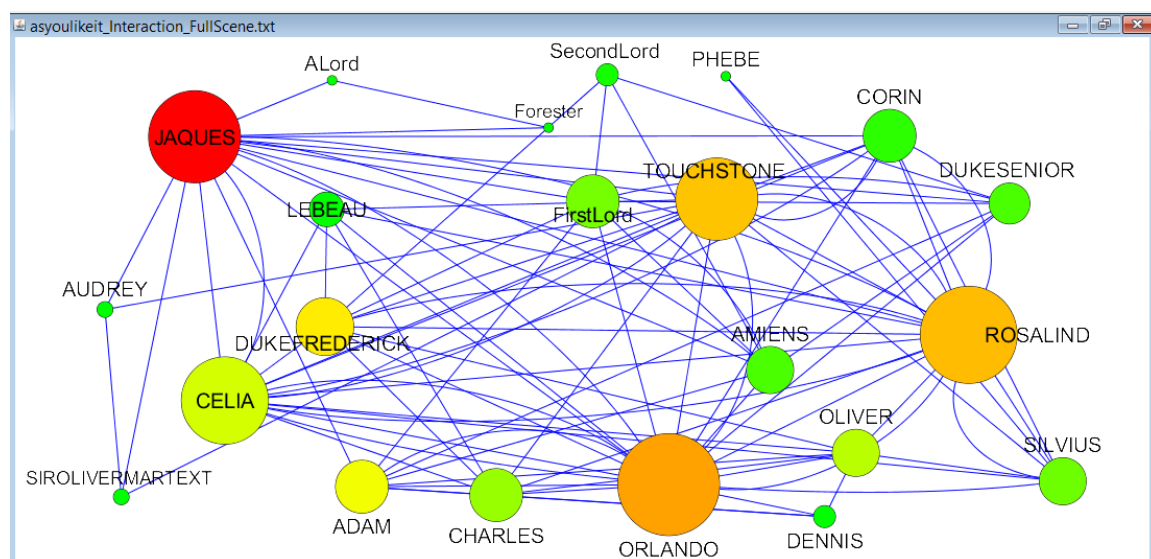 asyoulikeit_Interaction_FullScene.txt
ALord
SecondLord
PHEBE
Forester
CORIN
JAQUES
TOUCHSTONE
DUKESENIOR
LEBEAU
FirstLord
AUDREY
AMIENS
ROSALIND
DUKEFREDERICK
CELIA
OLIVER
SILVIUS
SIROLIVERMARTEXT
ADAM
CHARLES
ORLANDO
DENNIS